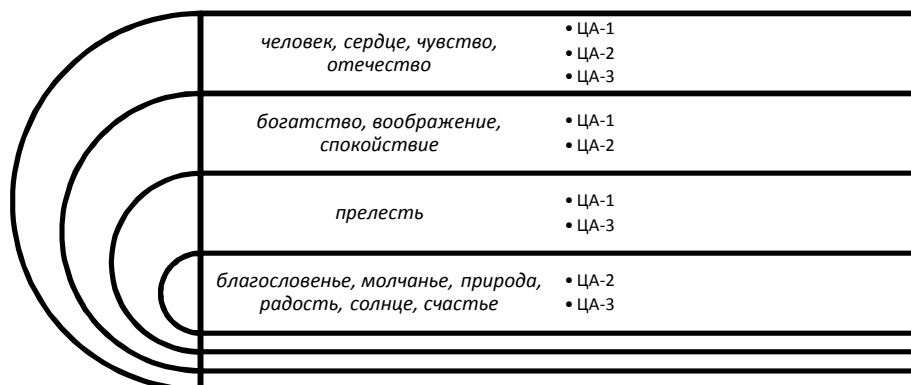 человек, сердце, чувство,
отечество
• ЦА-1
• ЦА-2
• ЦА-3
богатство, воображение,
спокойствие
• ЦА-1
• ЦА-2
прелесть
• ЦА-1
• ЦА-3
благословенье, молчанье, природа,
радость, солнце, счастье
• ЦА-2
• ЦА-3